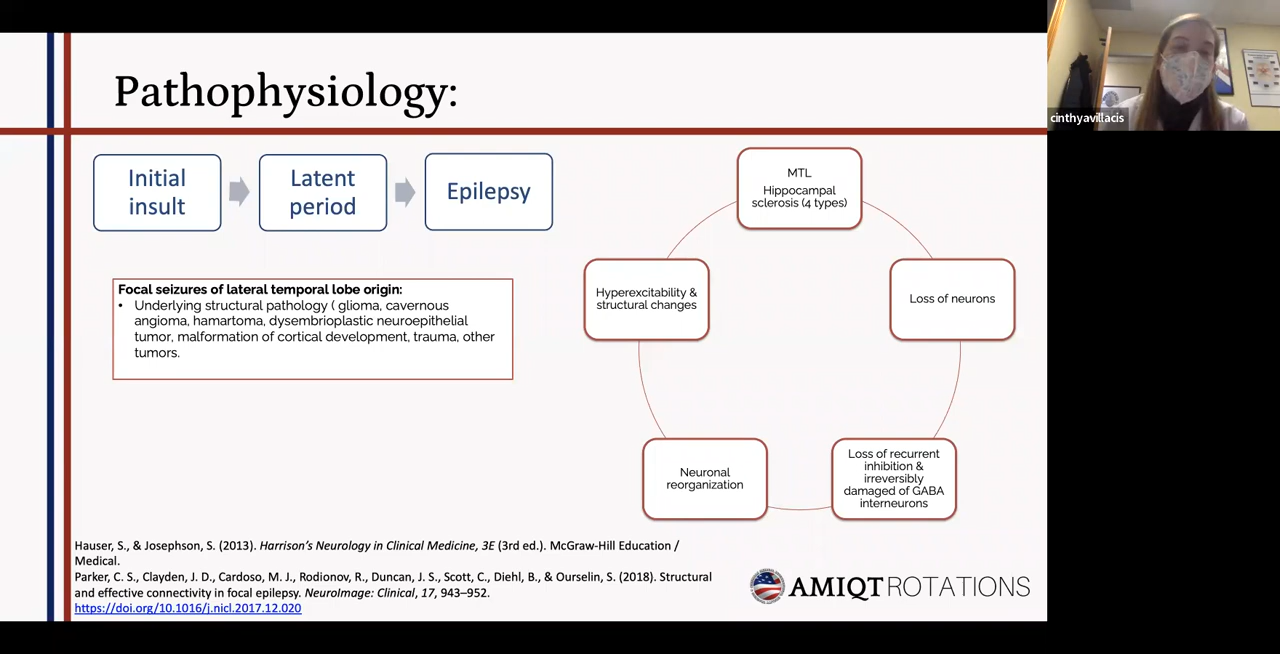 Pathophysiology:
cinthyavillacis
Initial
insult
Latent
period
Epilepsy
Focal seizures of lateral temporal lobe origin:
• Underlying structural pathology ( glioma, cavernous
angioma, hamartoma, dysembrioplastic neuroepithelial
tumor, malformation of cortical development, trauma, other
tumors.
MTL
Hippocampal
sclerosis (4 types)
Loss of neurons
Loss of recurrent
inhibition &
irreversibly
damaged of GABA
interneurons
Neuronal
reorganization
Hyperexcitability &
structural changes
Hauser, S., & Josephson, S. (2013). Harrison's Neurology in Clinical Medicine, 3E (3rd ed.). McGraw-Hill Education /
Medical.
Parker, C. S., Clayden, J. D., Cardoso, M. J., Rodionov, R., Duncan, J. S., Scott, C., Diehl, B., & Ourselin, S. (2018). Structural
and effective connectivity in focal epilepsy. NeuroImage: Clinical, 17, 943–952.
https://doi.org/10.1016/j.nicl.2017.12.020
AMIQT ROTATIONS